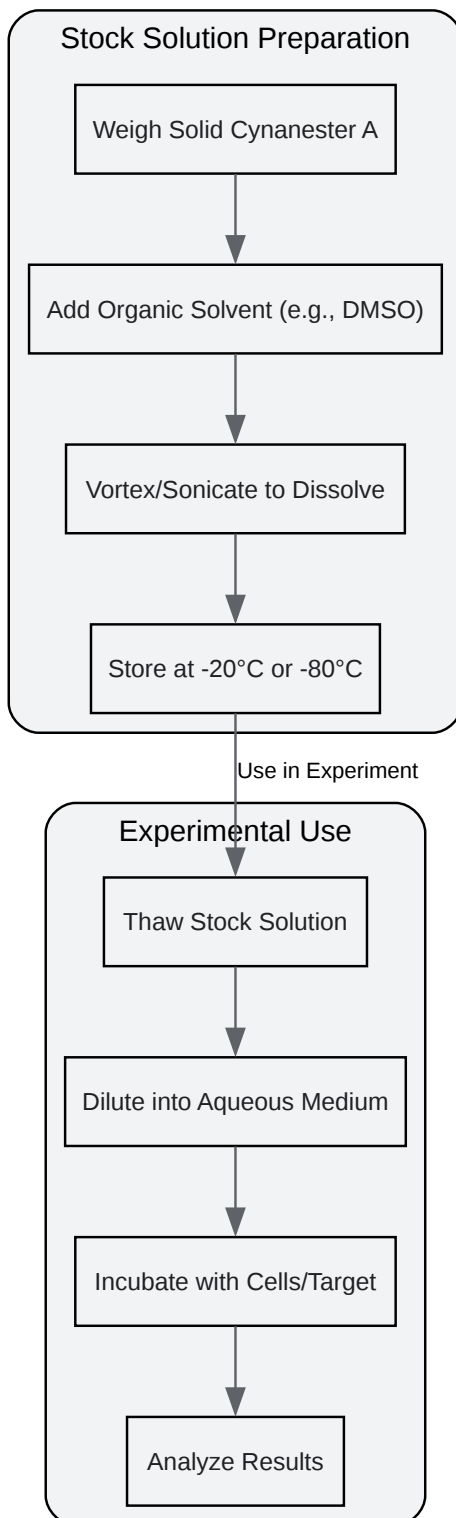 Stock Solution Preparation
Weigh Solid Cynanester A
Add Organic Solvent (e.g., DMSO)
Vortex/Sonicate to Dissolve
Store at -20°C or -80°C
Use in Experiment
Experimental Use
Thaw Stock Solution
Dilute into Aqueous Medium
Incubate with Cells/Target
Analyze Results